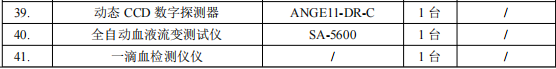 39. 动态 CCD 数字探测器 ANGE11-DR-C 1 台 /
40. 全自动血液流变测试仪 SA-5600 1 台 /
41. 一滴血检测仪仪 / 1 台 /